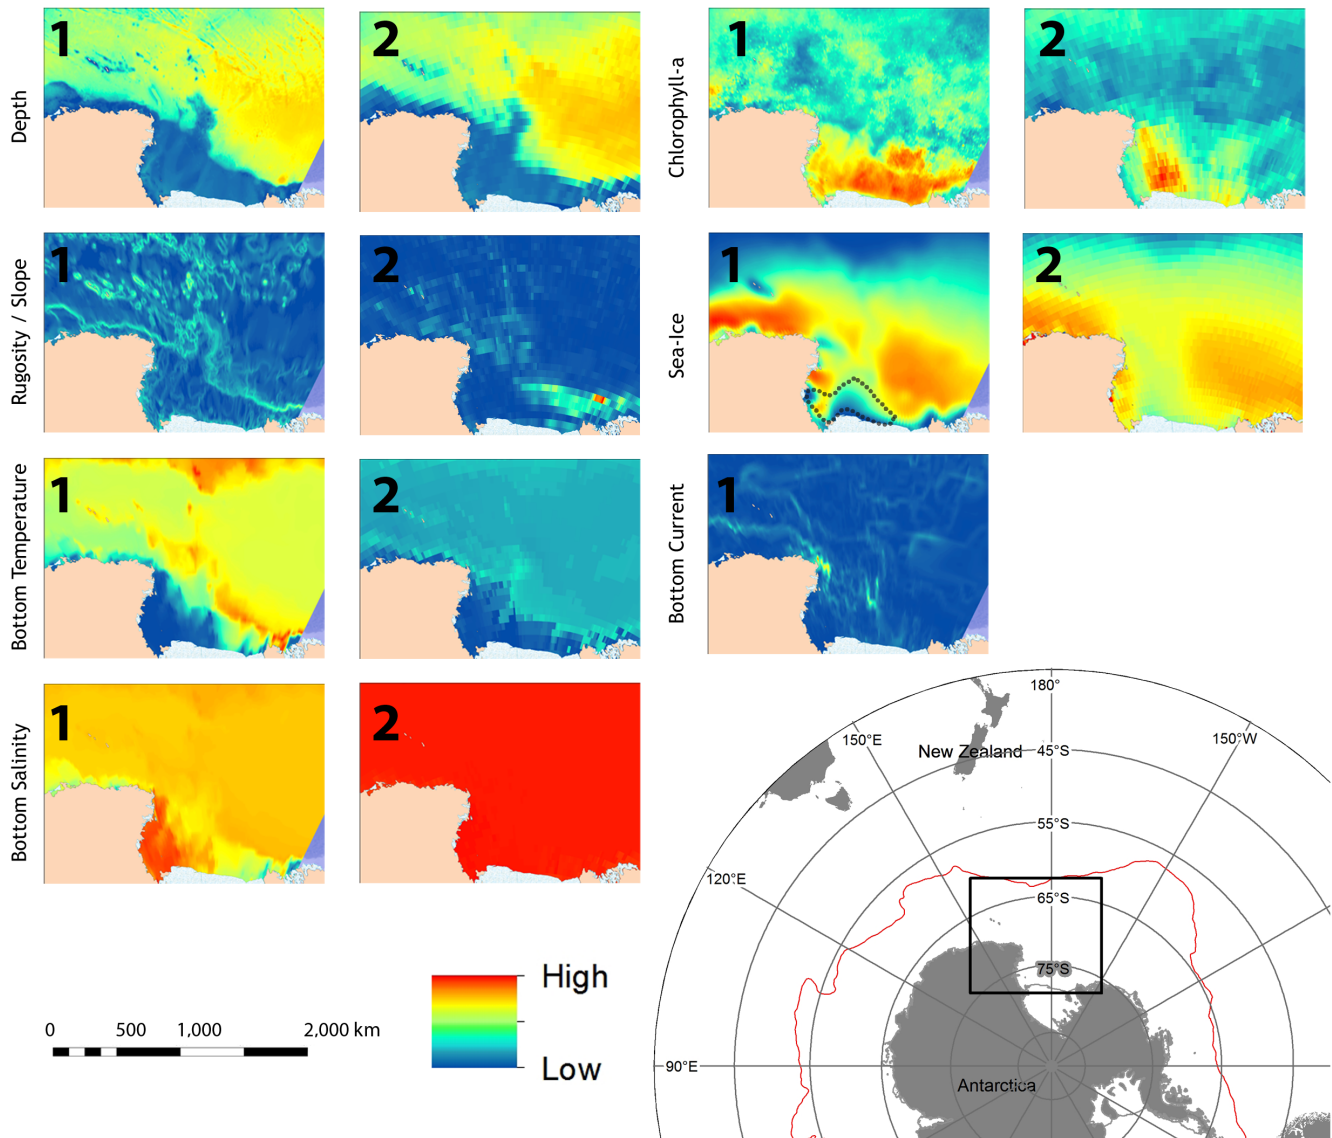 Depth
1
2
Chlorophyll-a
1
2
Rugosity / Slope
1
2
Sea-Ice
1
2
Bottom Temperature
1
2
Bottom Current
1
Bottom Salinity
1
2
180°
150°E
New Zealand
45°S
150°W
55°S
120°E
65°S
75°S
90°E
Antarctica
High
Low
0 500 1,000 2,000 km